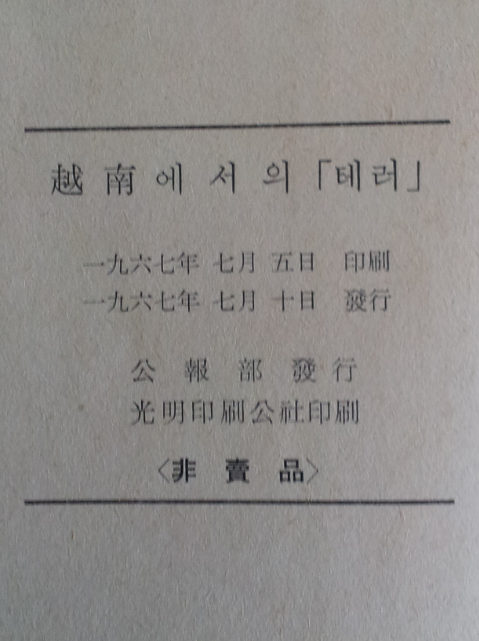 越南에서의 「테러」
一九六七年 七月 五日 印刷
一九六七年 七月 十日 發行
公報部發行
光明印刷公社印刷
〈非賣品〉